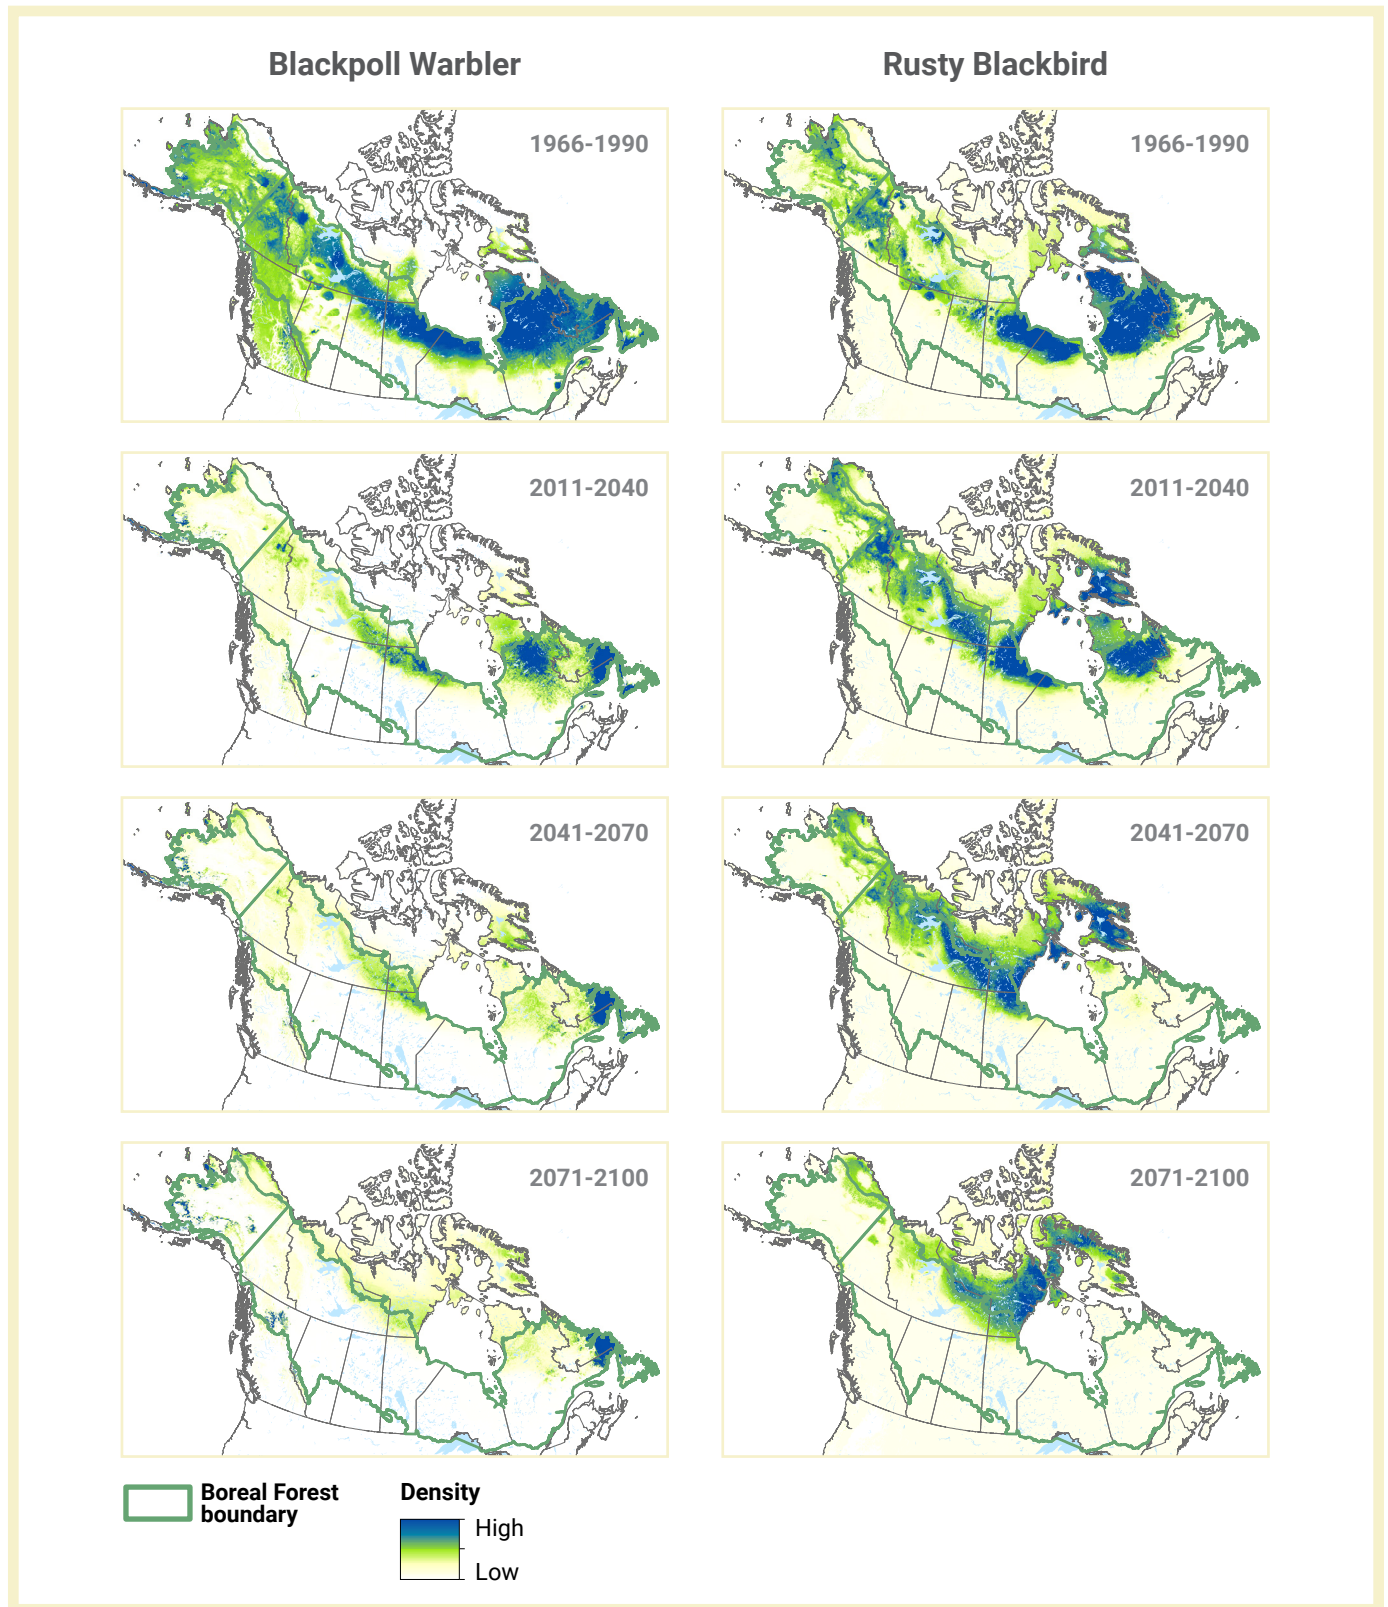 Blackpoll Warbler
Rusty Blackbird
1966-1990
1966-1990
2011-2040
2011-2040
2041-2070
2041-2070
2071-2100
2071-2100
Boreal Forest
boundary
Density
High
Low